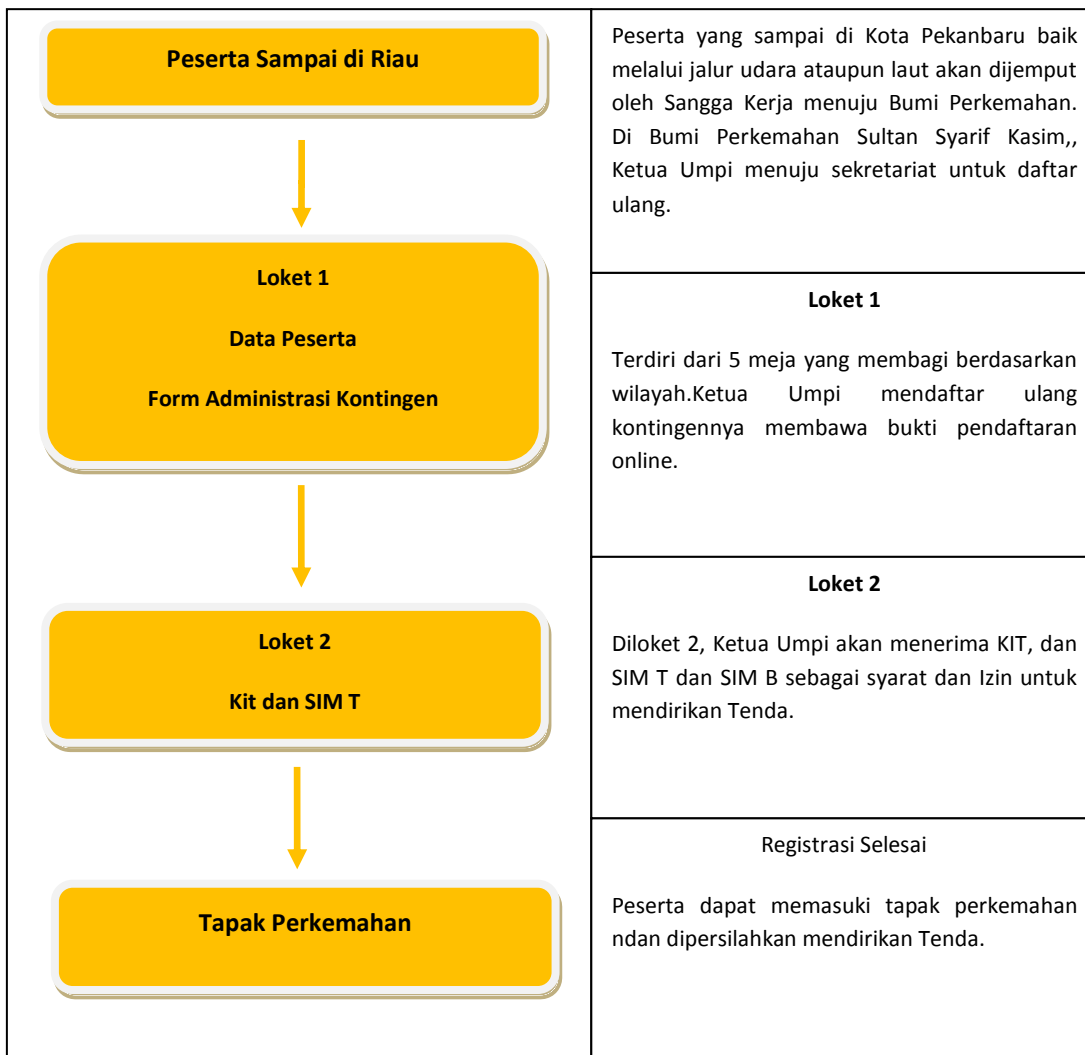 Peserta Sampai di Riau
Peserta yang sampai di Kota Pekanbaru baik
melalui jalur udara ataupun laut akan dijemput
oleh Sangga Kerja menuju Bumi Perkemahan.
Di Bumi Perkemahan Sultan Syarif Kasim,,
Ketua Umpi menuju sekretariat untuk daftar
ulang.
Loket 1
Data Peserta
Form Administrasi Kontingen
Loket 1
Terdiri dari 5 meja yang membagi berdasarkan
wilayah.Ketua Umpi mendaftar ulang
kontingennya membawa bukti pendaftaran
online.
Loket 2
Kit dan SIM T
Loket 2
Diloket 2, Ketua Umpi akan menerima KIT, dan
SIM T dan SIM B sebagai syarat dan Izin untuk
mendirikan Tenda.
Tapak Perkemahan
Registrasi Selesai
Peserta dapat memasuki tapak perkemahan
ndan dipersilahkan mendirikan Tenda.